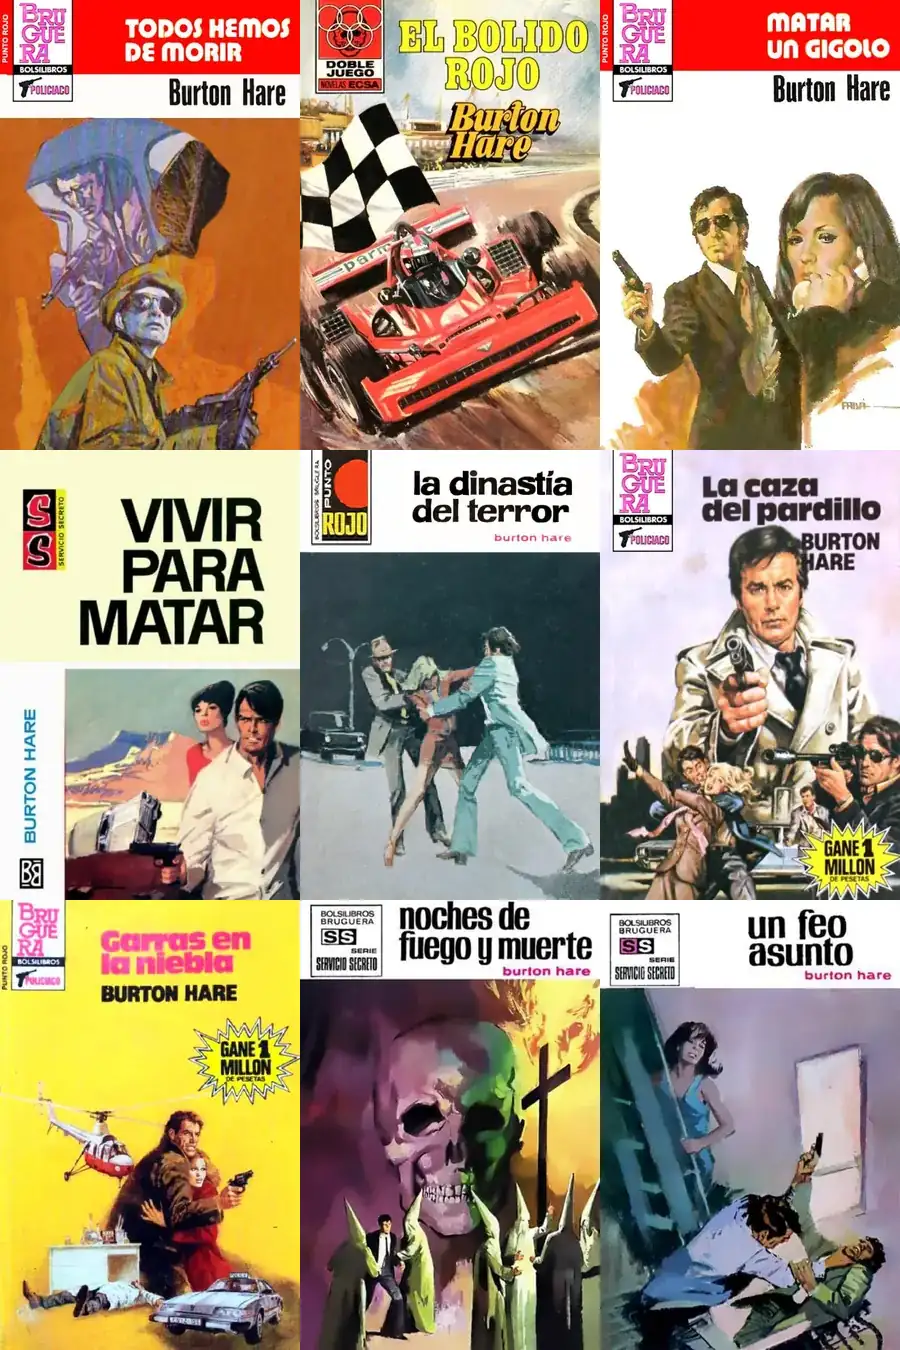 PUNTO ROJO
BRU
GUE
RA
BOLSILIBROS
POLICIACO
TODOS HEMOS
DE MORIR
Burton Hare
DOBLE
JUEGO
NOVELAS ECSA
EL BOLIDO
ROJO
Burton
Hare
parm
PUNTO ROJO
BRU
GUE
RA
BOLSILIBROS
POLICIACO
MATAR
UN GIGOLO
Burton Hare
SS
SERVICIO SECRETO
VIVIR
PARA
MATAR
BURTON HARE
BB
BOLSILIBROS BRUGUERA
PUNTO
ROJO
la dinastía
del terror
burton hare
BRU
GUE
RA
BOLSILIBROS
POLICIACO
La caza
del pardillo
BURTON
HARE
GANE 1
MILLON
DE PESETAS
PUNTO ROJO
BRU
GUE
RA
BOLSILIBROS
POLICIACO
Garras en
la niebla
BURTON HARE
GANE 1
MILLON
DE PESETAS
BOLSILIBROS
BRUGUERA
SS
SERIE
SERVICIO SECRETO
noches de
fuego y muerte
burton hare
BOLSILIBROS
BRUGUERA
SS
SERIE
SERVICIO SECRETO
un feo
asunto
burton hare